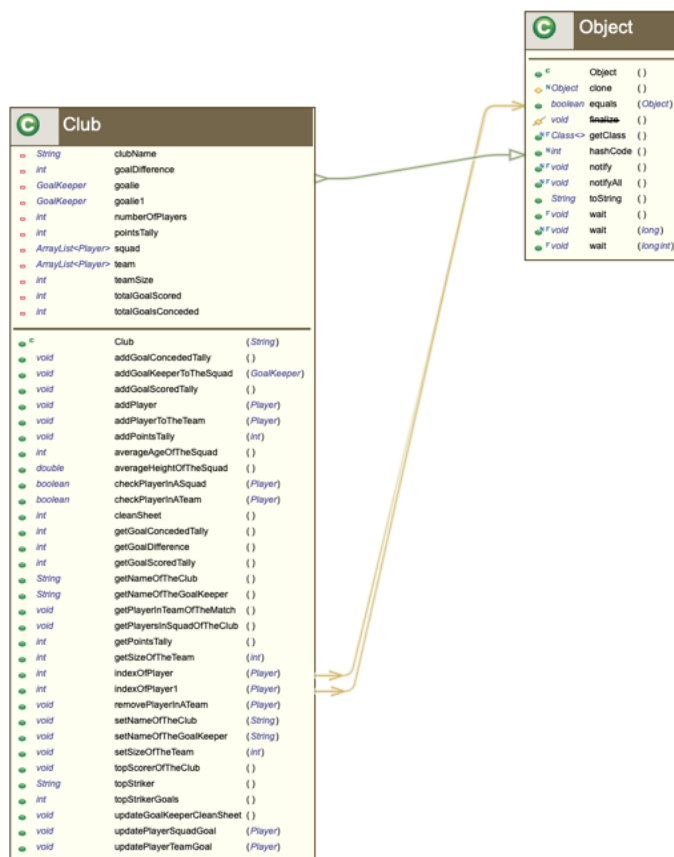 C Object
C Object ()
N Object clone ()
boolean equals (Object)
void finalize ()
N F Class<> getClass ()
N int hashCode ()
N F void notify ()
N F void notifyAll ()
String toString ()
F void wait ()
N F void wait (long)
F void wait (longint)
C Club
String clubName
int goalDifference
GoalKeeper goalie
GoalKeeper goalie1
int numberOfPlayers
int pointsTally
ArrayList<Player> squad
ArrayList<Player> team
int teamSize
int totalGoalScored
int totalGoalsConceded
C Club (String)
void addGoalConcededTally ()
void addGoalKeeperToTheSquad (GoalKeeper)
void addGoalScoredTally ()
void addPlayer (Player)
void addPlayerToTheTeam (Player)
void addPointsTally (int)
int averageAgeOfTheSquad ()
double averageHeightOfTheSquad ()
boolean checkPlayerInASquad (Player)
boolean checkPlayerInATeam (Player)
int cleanSheet ()
int getGoalConcededTally ()
int getGoalDifference ()
int getGoalScoredTally ()
String getNameOfTheClub ()
String getNameOfTheGoalKeeper ()
void getPlayerInTeamOfTheMatch ()
void getPlayersInSquadOfTheClub ()
int getPointsTally ()
int getSizeOfTheTeam (int)
int indexOfPlayer (Player)
int indexOfPlayer1 (Player)
void removePlayerInATeam (Player)
void setNameOfTheClub (String)
void setNameOfTheGoalKeeper (String)
void setSizeOfTheTeam (int)
void topScorerOfTheClub ()
String topStriker ()
int topStrikerGoals ()
void updateGoalKeeperCleanSheet ()
void updatePlayerSquadGoal (Player)
void updatePlayerTeamGoal (Player)